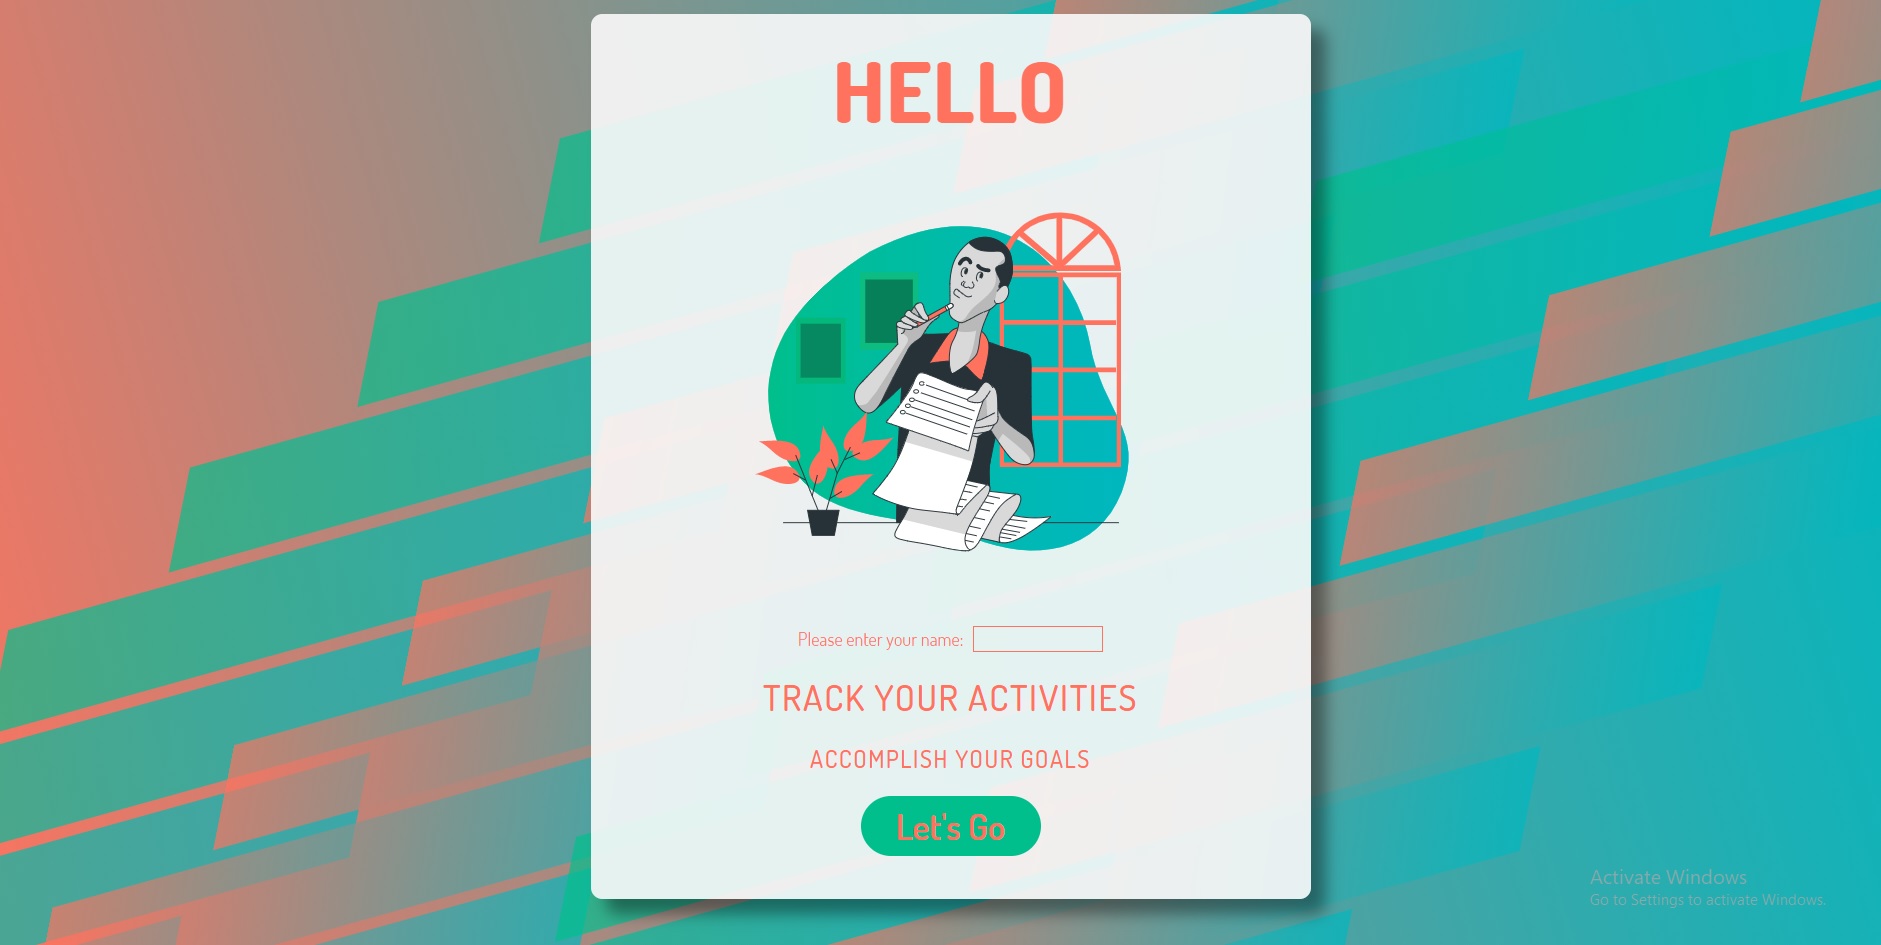 HELLO
Please enter your name:
TRACK YOUR ACTIVITIES
ACCOMPLISH YOUR GOALS
Let's Go
Activate Windows
Go to Settings to activate Windows.